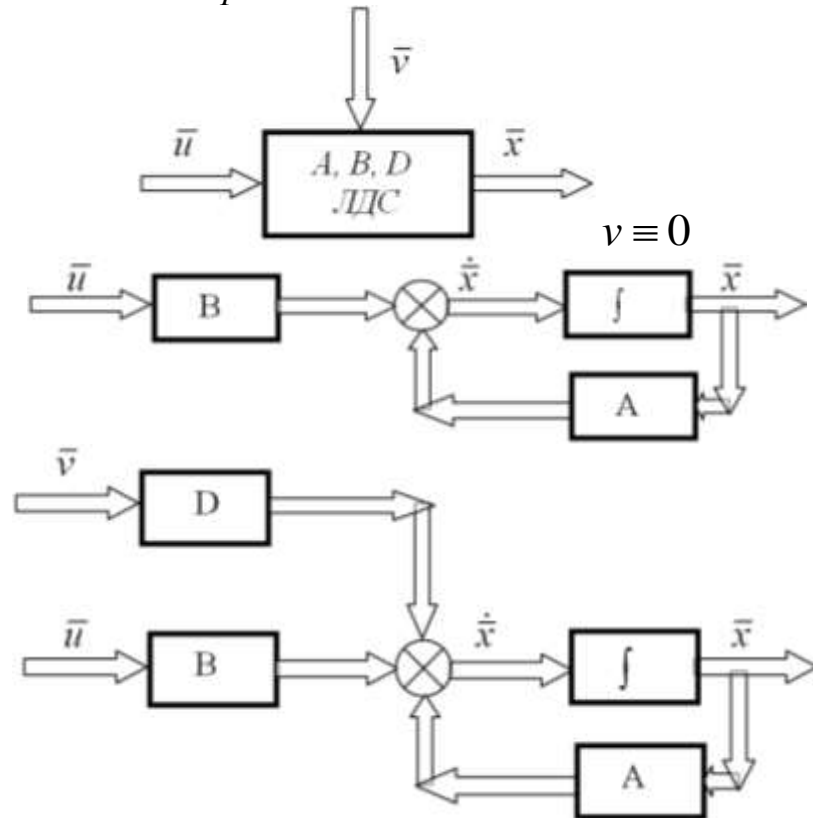 p
v̅
u̅
x̅
A, B, D
ЛДС
v ≡ 0
u̅
B
ẋ̅
∫
x̅
A
v̅
D
u̅
B
ẋ̅
∫
x̅
A